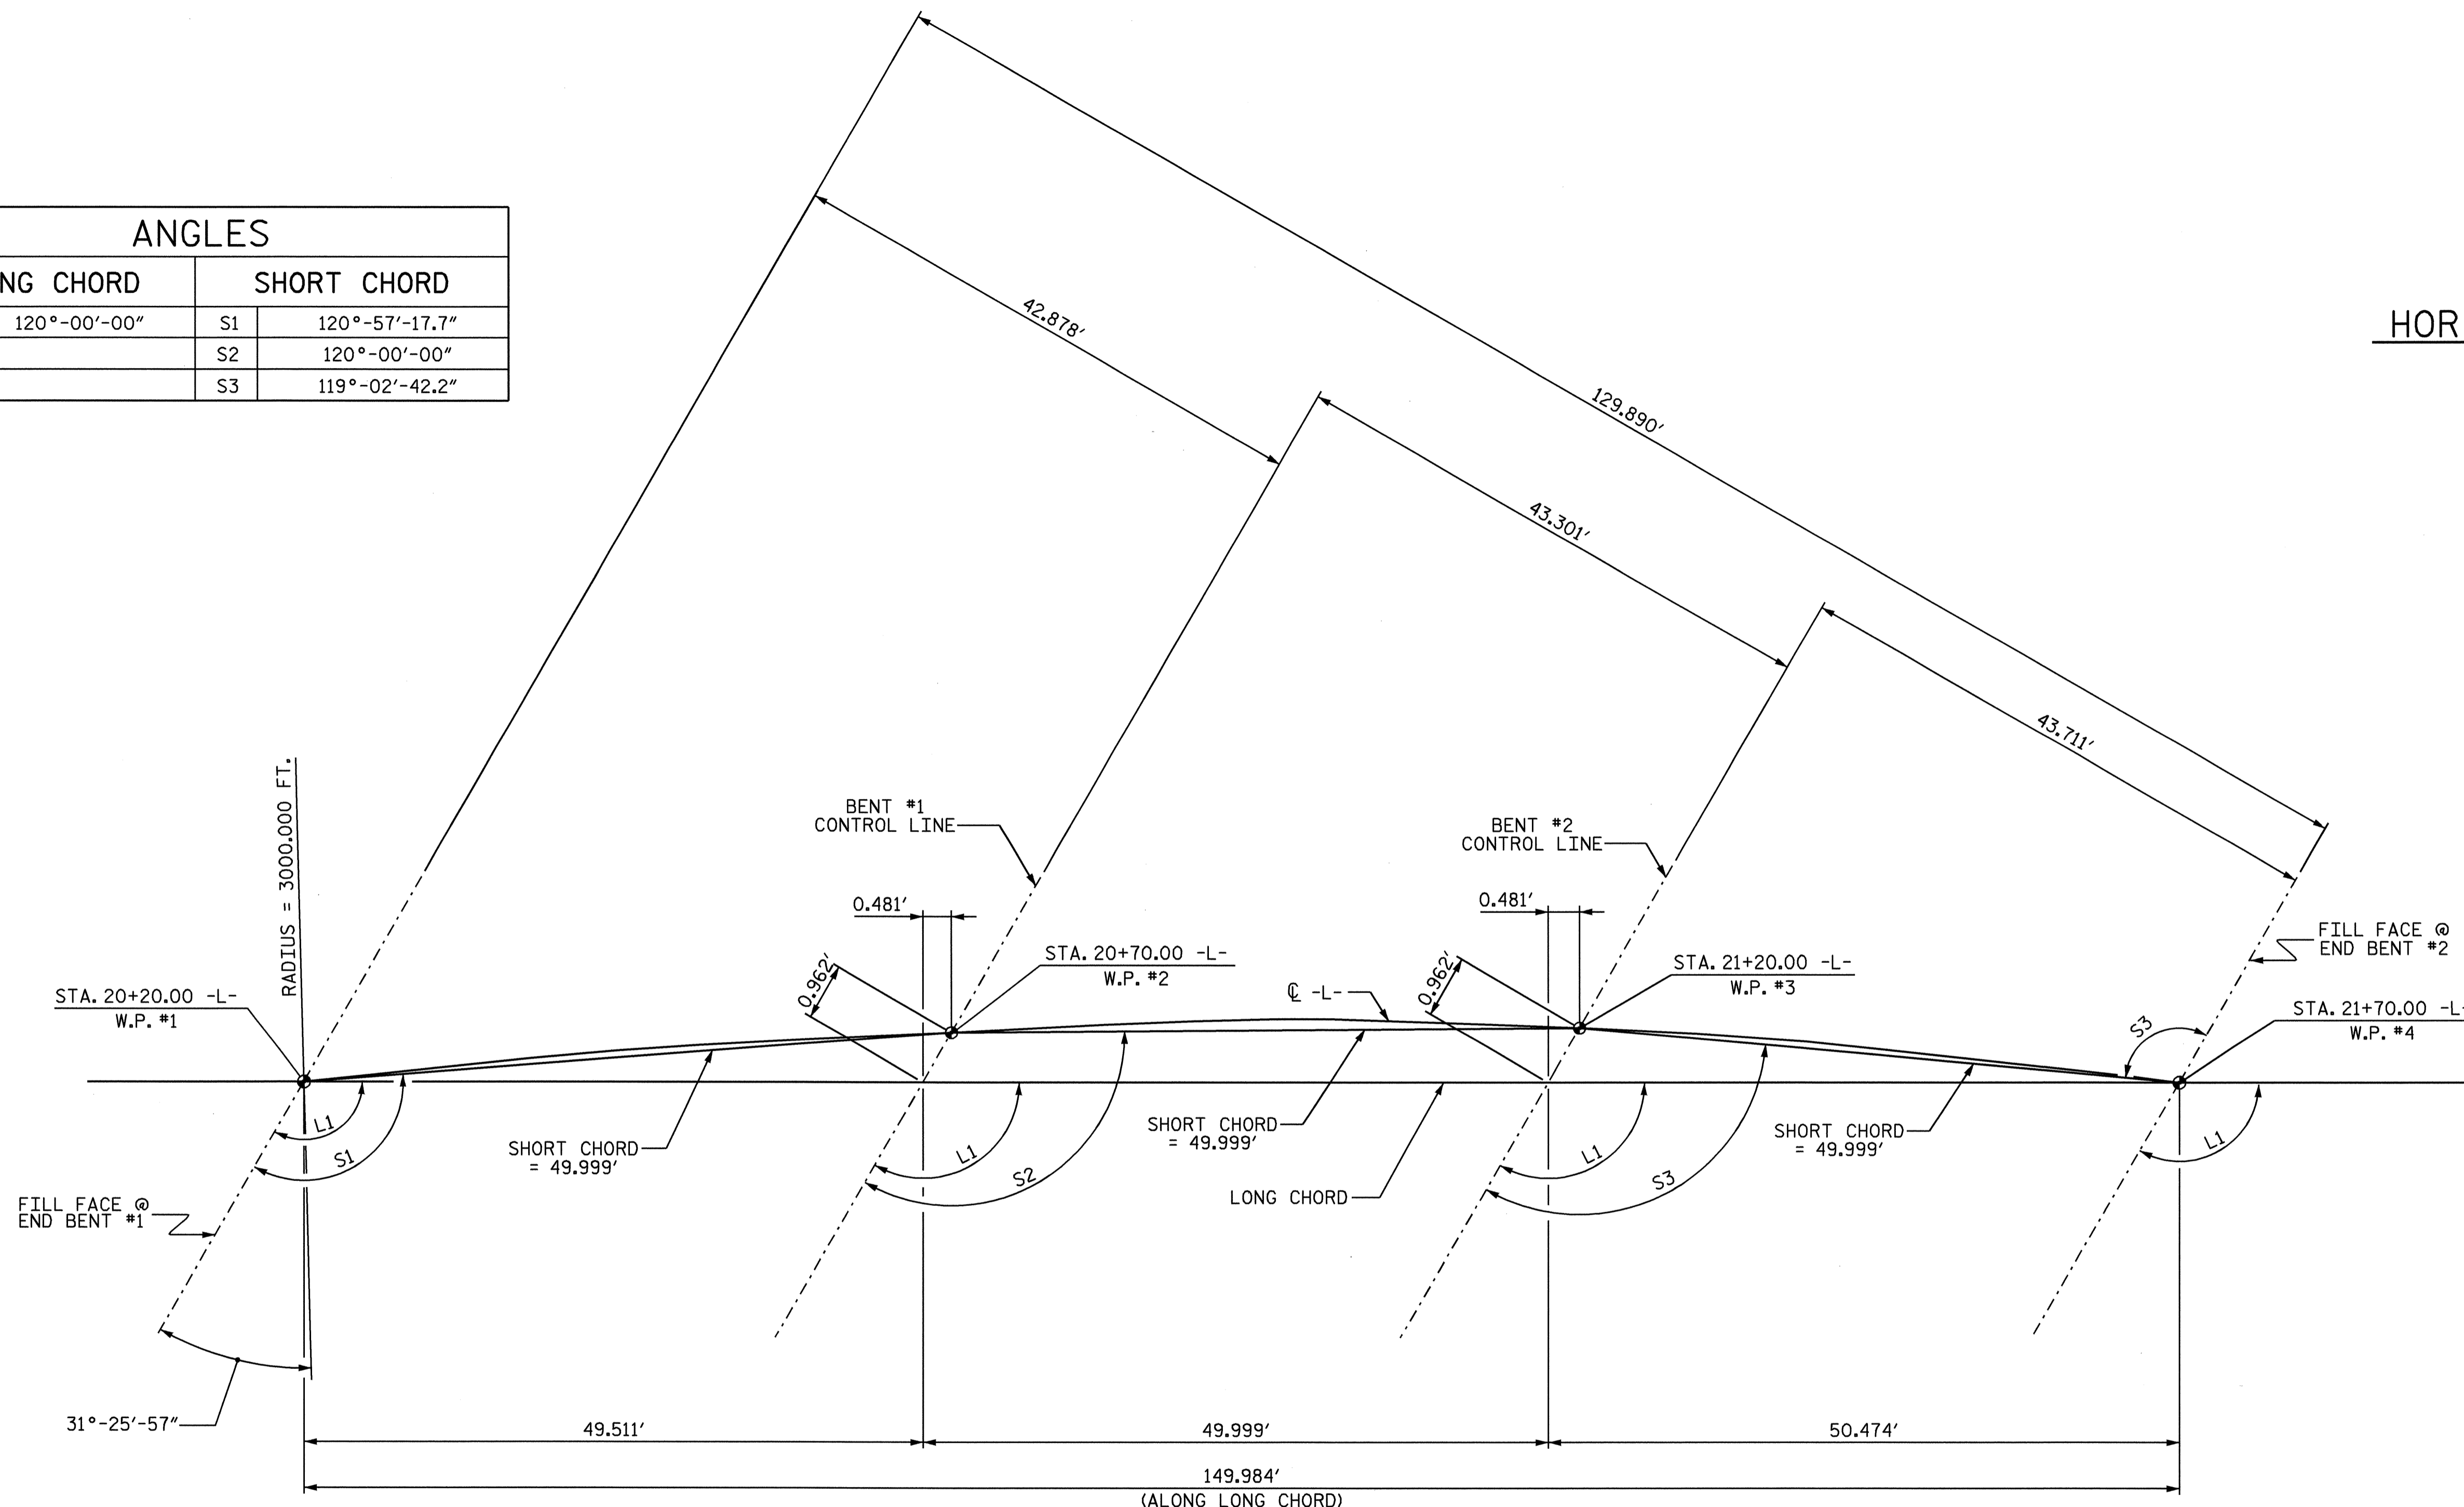 ANGLES
NG CHORD SHORT CHORD
120°-00'-00" S1 120°-57'-17.7"
S2 120°-00'-00"
S3 119°-02'-42.2"
HOR
42.878'
129.890'
43.301'
43.711'
RADIUS = 3000.000 FT.
BENT #1
CONTROL LINE
BENT #2
CONTROL LINE
0.481'
0.481'
0.962'
0.962'
STA. 20+20.00 -L-
W.P. #1
STA. 20+70.00 -L-
W.P. #2
℄ -L-
STA. 21+20.00 -L-
W.P. #3
FILL FACE @
END BENT #2
STA. 21+70.00 -L-
W.P. #4
S3
L1
S1
L1
S2
L1
S3
L1
SHORT CHORD
= 49.999'
SHORT CHORD
= 49.999'
SHORT CHORD
= 49.999'
LONG CHORD
FILL FACE @
END BENT #1
31°-25'-57"
49.511'
49.999'
50.474'
149.984'
(ALONG LONG CHORD)